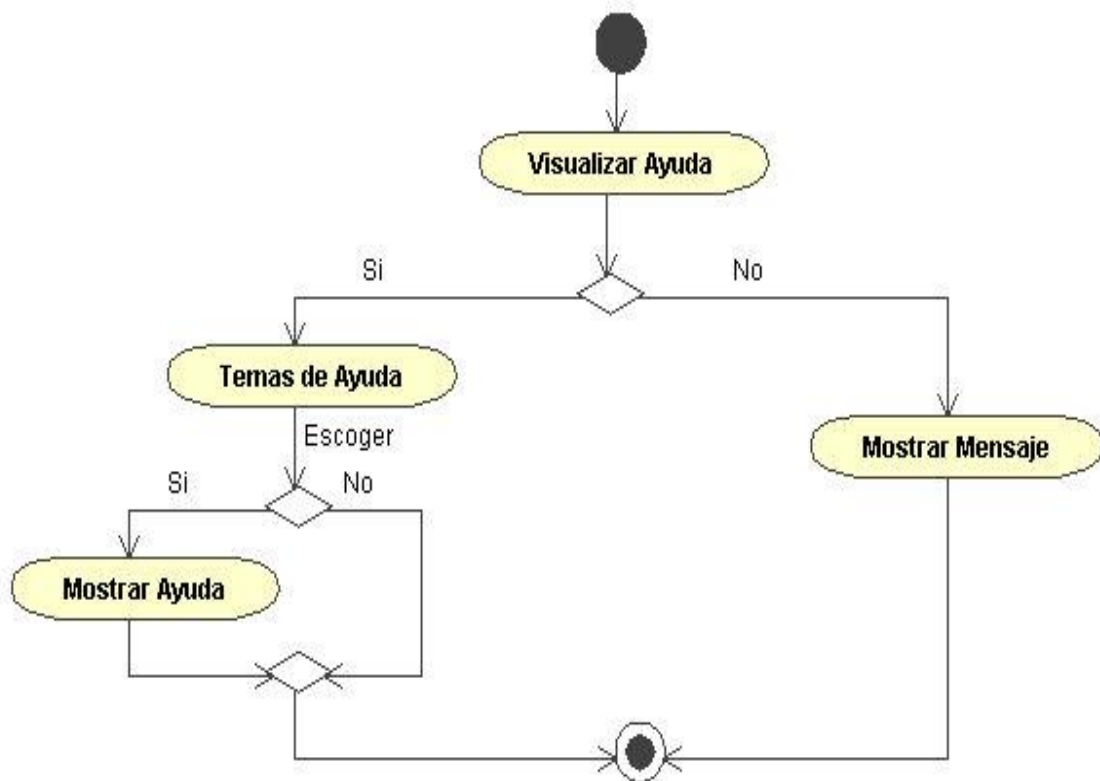 Visualizar Ayuda
Si
No
Temas de Ayuda
Escoger
Mostrar Mensaje
Si
No
Mostrar Ayuda